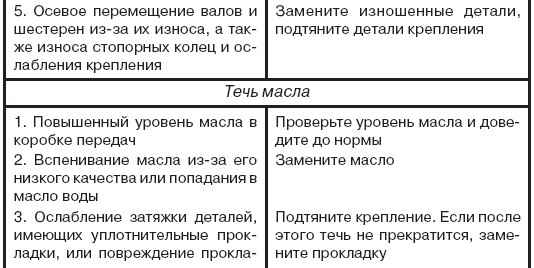 5. Осевое перемещение валов и
шестерен из-за их износа, а так-
же износа стопорных колец и ос-
лабления крепления
Замените изношенные детали,
подтяните детали крепления
Течь масла
1. Повышенный уровень масла в
коробке передач
Проверьте уровень масла и дове-
дите до нормы
2. Вспенивание масла из-за его
низкого качества или попадания в
масло воды
Замените масло
3. Ослабление затяжки деталей,
имеющих уплотнительные прок-
ладки, или повреждение прокла-
Подтяните крепление. Если после
этого течь не прекратится, заме-
ните прокладку